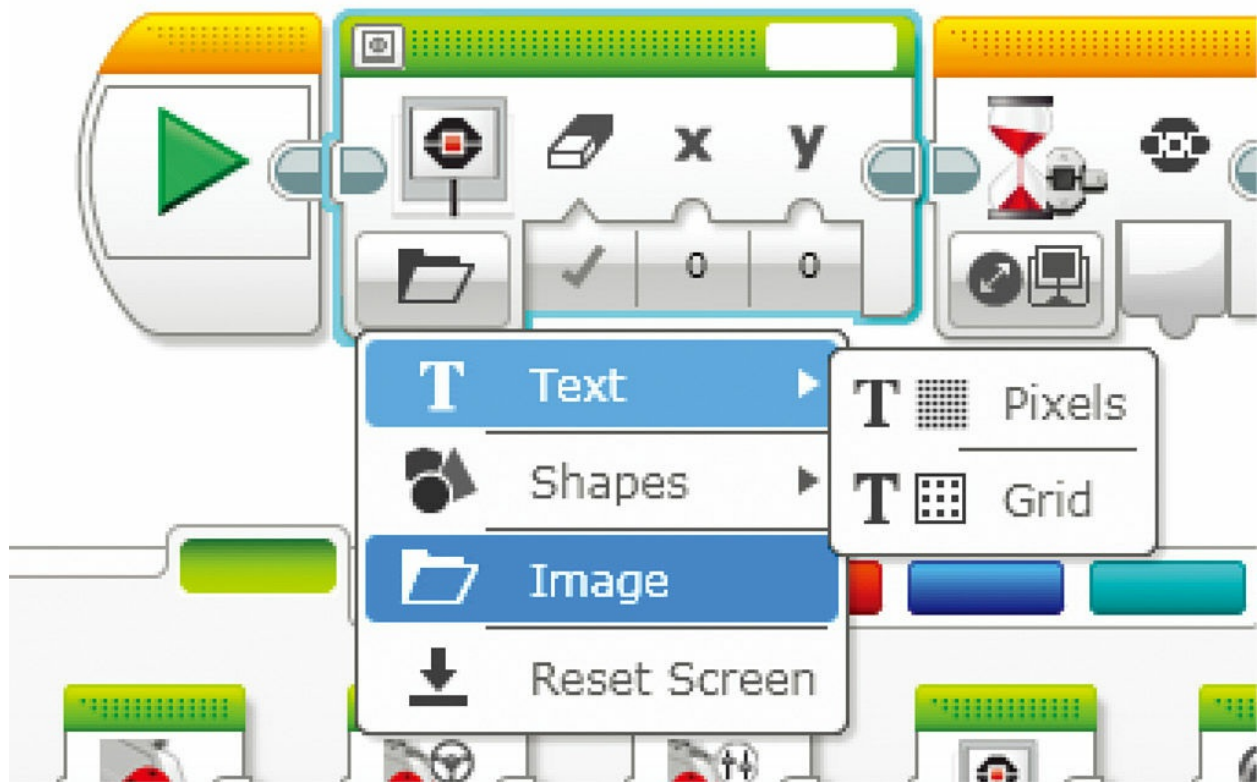 x y
0 0
T Text
T Pixels
Shapes
T Grid
Image
Reset Screen